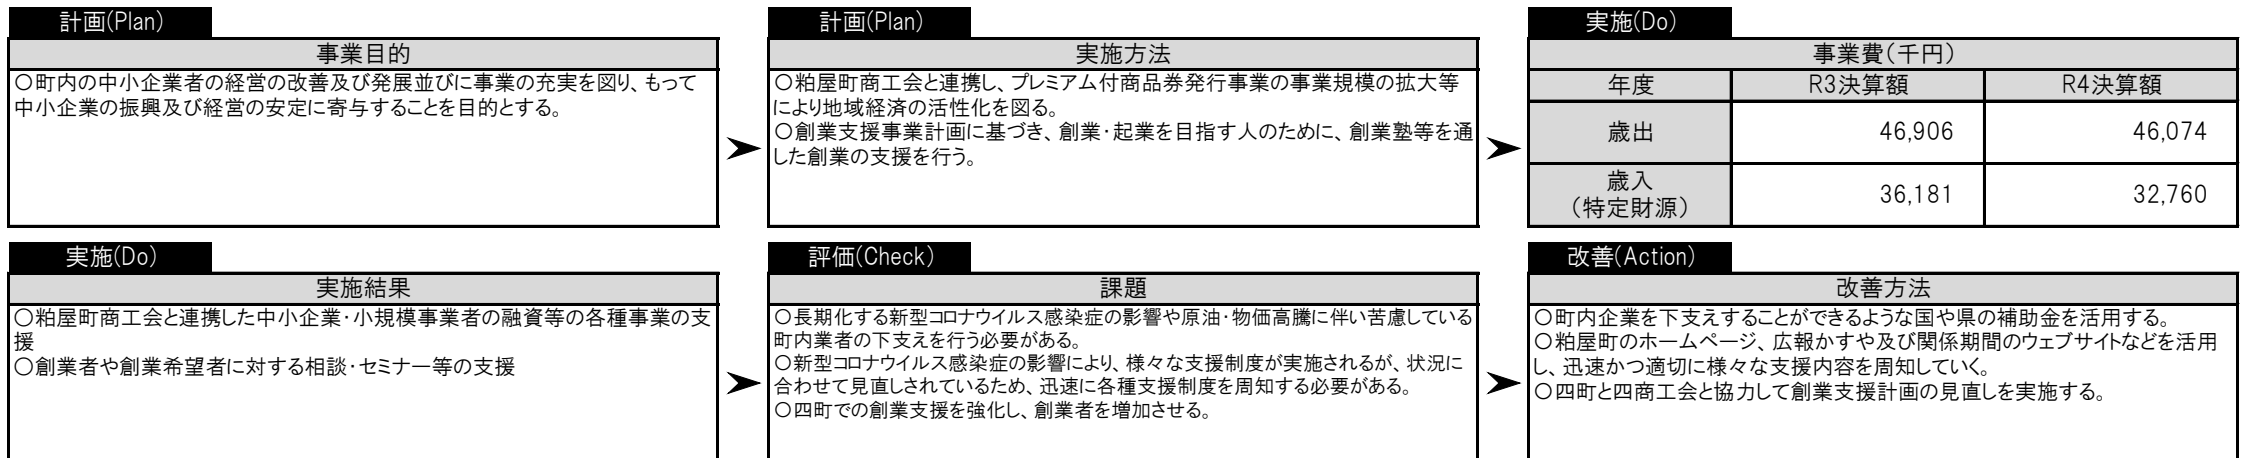 計画(Plan)
事業目的
○町内の中小企業者の経営の改善及び発展並びに事業の充実を図り、もって
中小企業の振興及び経営の安定に寄与することを目的とする。
計画(Plan)
実施方法
○粕屋町商工会と連携し、プレミアム付商品券発行事業の事業規模の拡大等
により地域経済の活性化を図る。
○創業支援事業計画に基づき、創業・起業を目指す人のために、創業塾等を通
した創業の支援を行う。
実施(Do)
事業費(千円)
年度 R3決算額 R4決算額
歳出 46,906 46,074
歳入
(特定財源) 36,181 32,760
実施(Do)
実施結果
○粕屋町商工会と連携した中小企業・小規模事業者の融資等の各種事業の支
援
○創業者や創業希望者に対する相談・セミナー等の支援
評価(Check)
課題
○長期化する新型コロナウイルス感染症の影響や原油・物価高騰に伴い苦慮している
町内業者の下支えを行う必要がある。
○新型コロナウイルス感染症の影響により、様々な支援制度が実施されるが、状況に
合わせて見直しされているため、迅速に各種支援制度を周知する必要がある。
○四町での創業支援を強化し、創業者を増加させる。
改善(Action)
改善方法
○町内企業を下支えすることができるような国や県の補助金を活用する。
○粕屋町のホームページ、広報かすや及び関係期間のウェブサイトなどを活用
し、迅速かつ適切に様々な支援内容を周知していく。
○四町と四商工会と協力して創業支援計画の見直しを実施する。